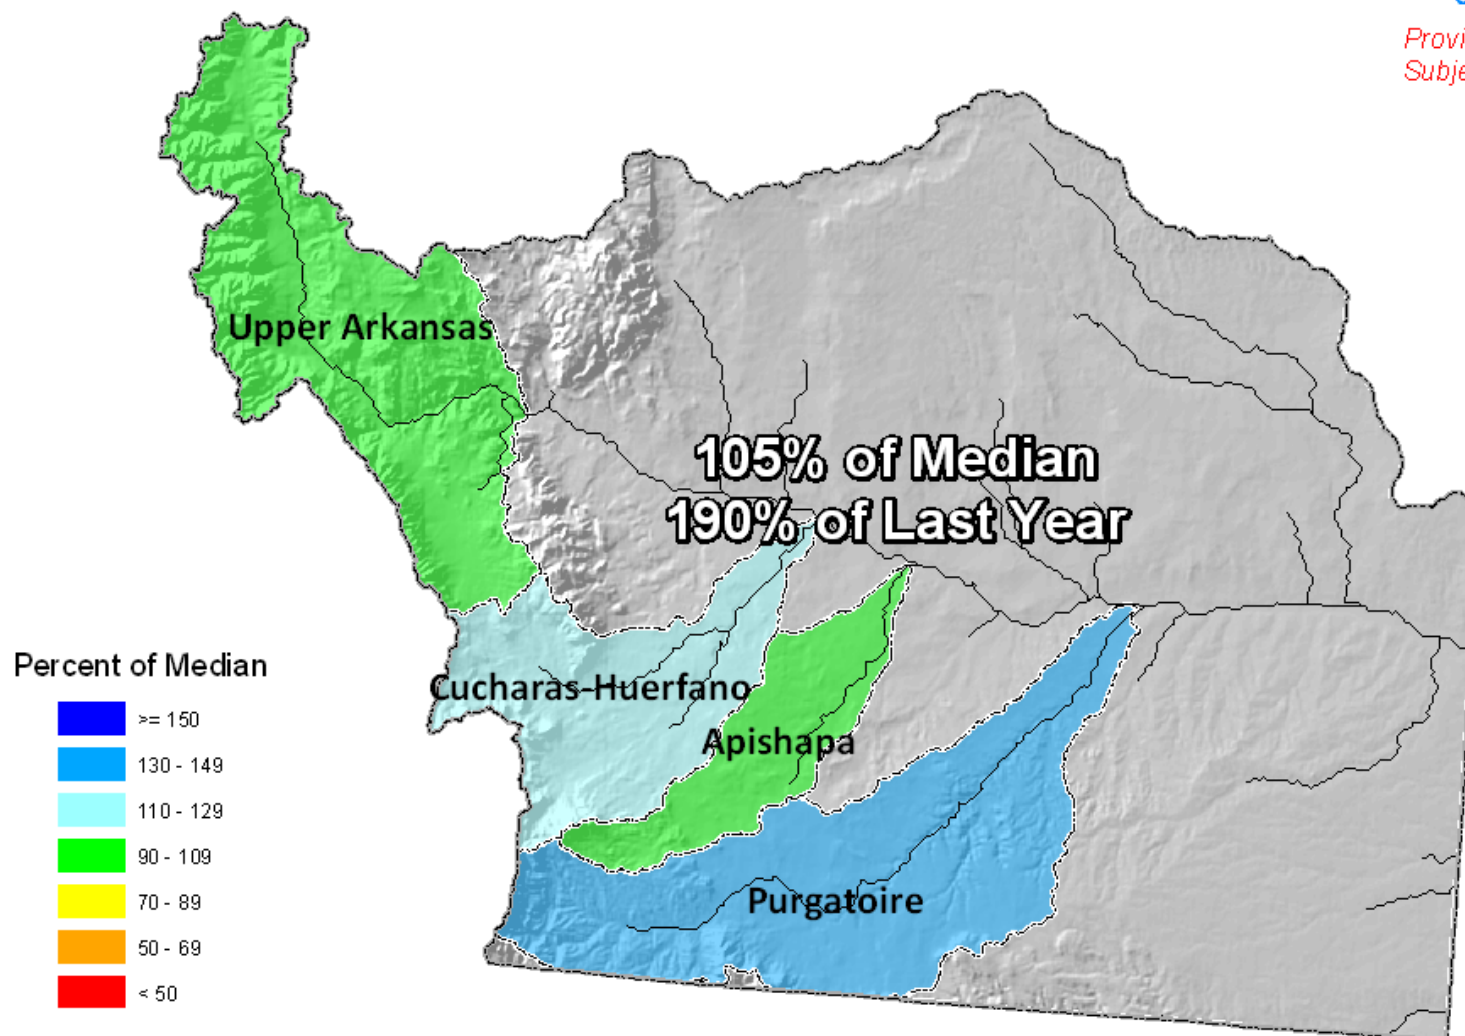 Upper Arkansas
105% of Median
190% of Last Year
Percent of Median
>= 150
130 - 149
110 - 129
90 - 109
70 - 89
50 - 69
< 50
Cucharas-Huerfano
Apishapa
Purgatoire